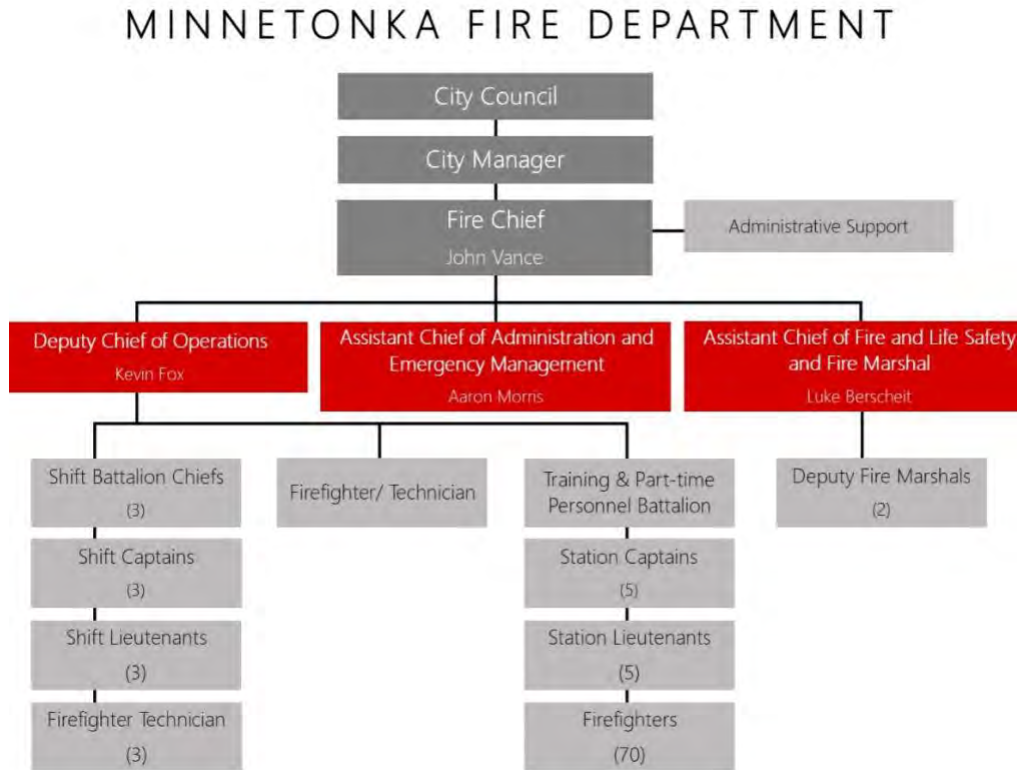 MINNETONKA FIRE DEPARTMENT
City Council
City Manager
Fire Chief
John Vance
Administrative Support
Deputy Chief of Operations
Kevin Fox
Assistant Chief of Administration and
Emergency Management
Aaron Morris
Assistant Chief of Fire and Life Safety
and Fire Marshal
Luke Berscheit
Shift Battalion Chiefs
(3)
Shift Captains
(3)
Shift Lieutenants
(3)
Firefighter Technician
(3)
Firefighter/ Technician
Training & Part-time
Personnel Battalion
Station Captains
(5)
Station Lieutenants
(5)
Firefighters
(70)
Deputy Fire Marshals
(2)